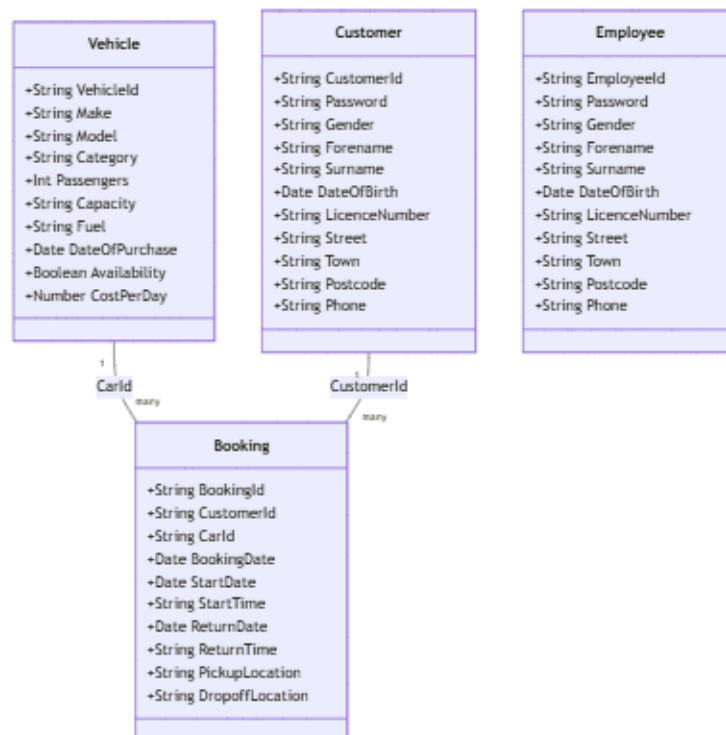 Vehicle
+String VehicleId
+String Make
+String Model
+String Category
+Int Passengers
+String Capacity
+String Fuel
+Date DateOfPurchase
+Boolean Availability
+Number CostPerDay
Customer
+String CustomerId
+String Password
+String Gender
+String Forename
+String Surname
+Date DateOfBirth
+String LicenceNumber
+String Street
+String Town
+String Postcode
+String Phone
Employee
+String EmployeeId
+String Password
+String Gender
+String Forename
+String Surname
+Date DateOfBirth
+String LicenceNumber
+String Street
+String Town
+String Postcode
+String Phone
1
CarId
many
1
CustomerId
many
Booking
+String BookingId
+String CustomerId
+String CarId
+Date BookingDate
+Date StartDate
+String StartTime
+Date ReturnDate
+String ReturnTime
+String PickupLocation
+String DropoffLocation